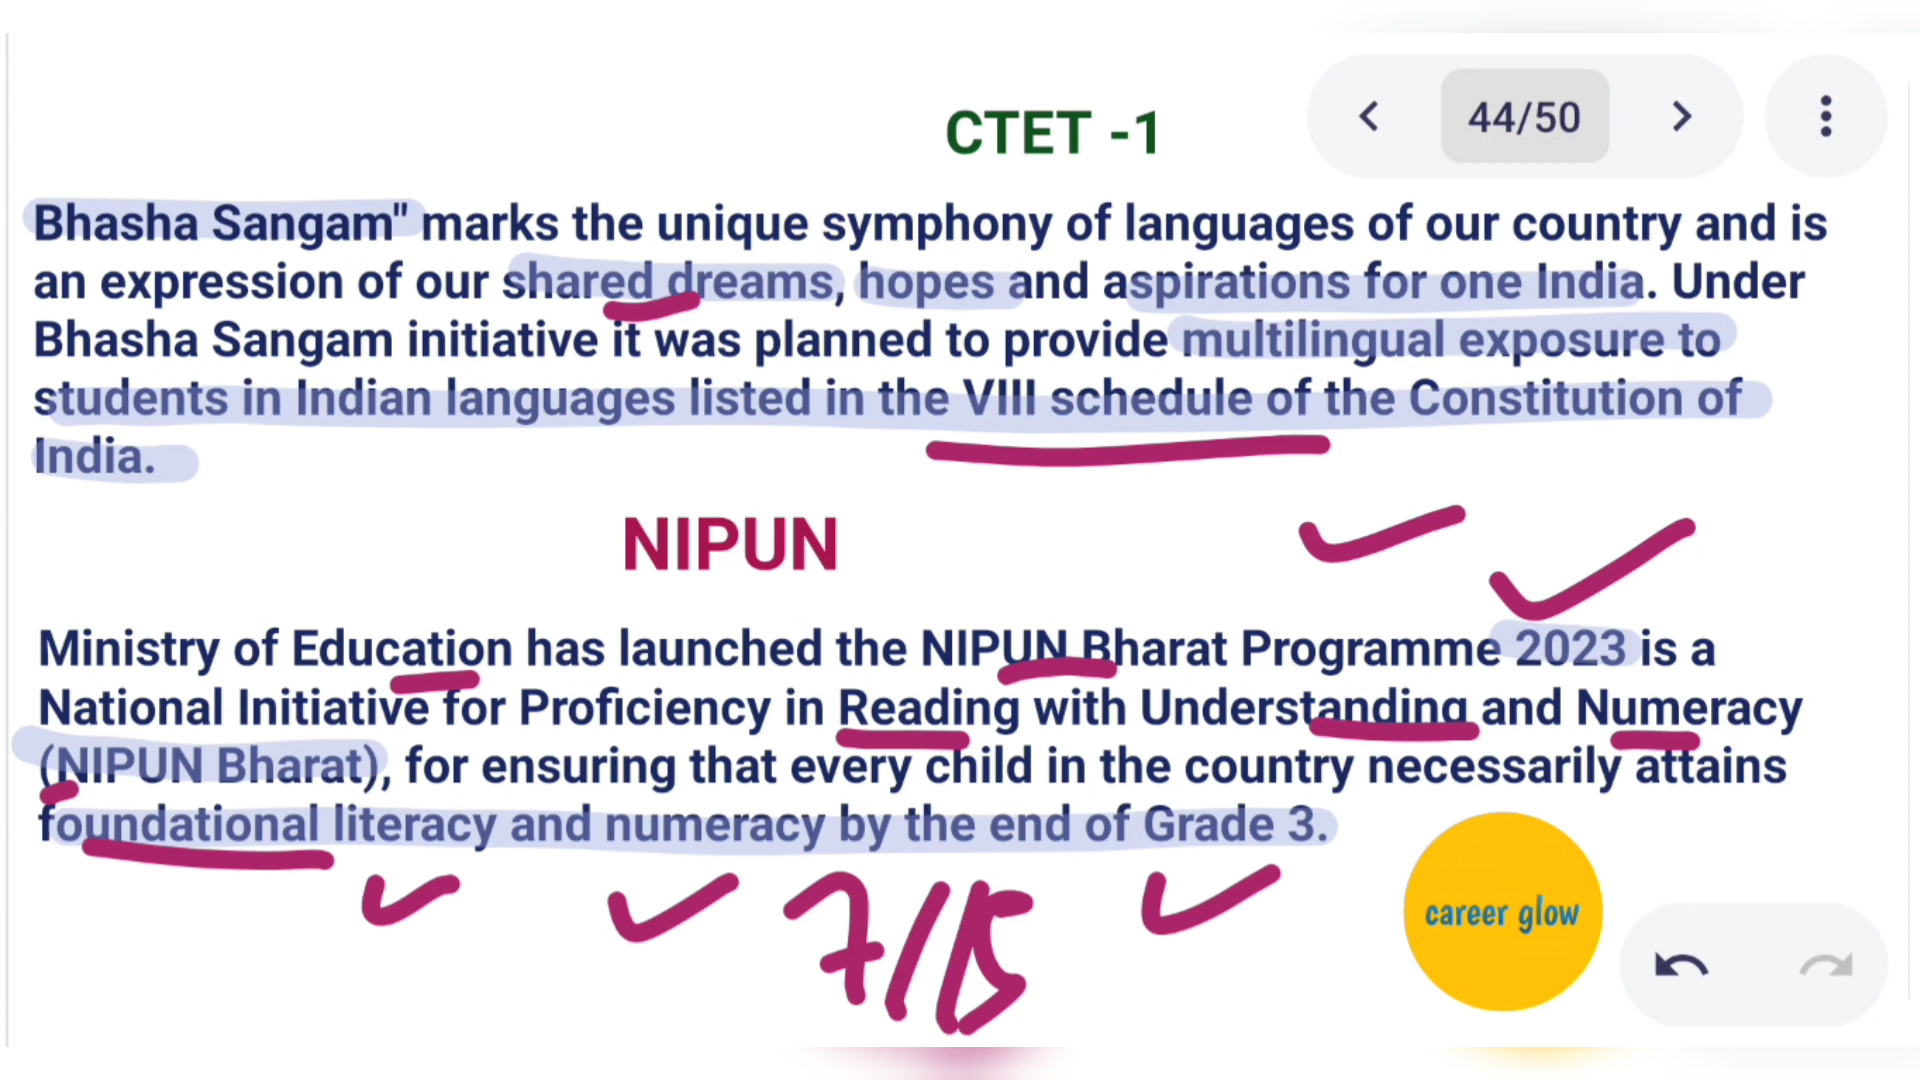 CTET -1
44/50
Bhasha Sangam" marks the unique symphony of languages of our country and is
an expression of our shared dreams, hopes and aspirations for one India. Under
Bhasha Sangam initiative it was planned to provide multilingual exposure to
students in Indian languages listed in the VIII schedule of the Constitution of
India.
NIPUN
Ministry of Education has launched the NIPUN Bharat Programme 2023 is a
National Initiative for Proficiency in Reading with Understanding and Numeracy
(NIPUN Bharat), for ensuring that every child in the country necessarily attains
foundational literacy and numeracy by the end of Grade 3.
7/15
career glow